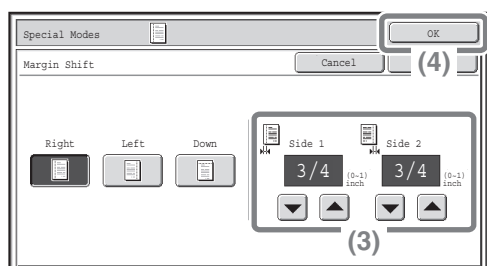 Special Modes
OK
Margin Shift
Cancel
(4)
Right
Left
Down
Side 1
Side 2
3/4
(0~1)
inch
3/4
(0~1)
inch
(3)